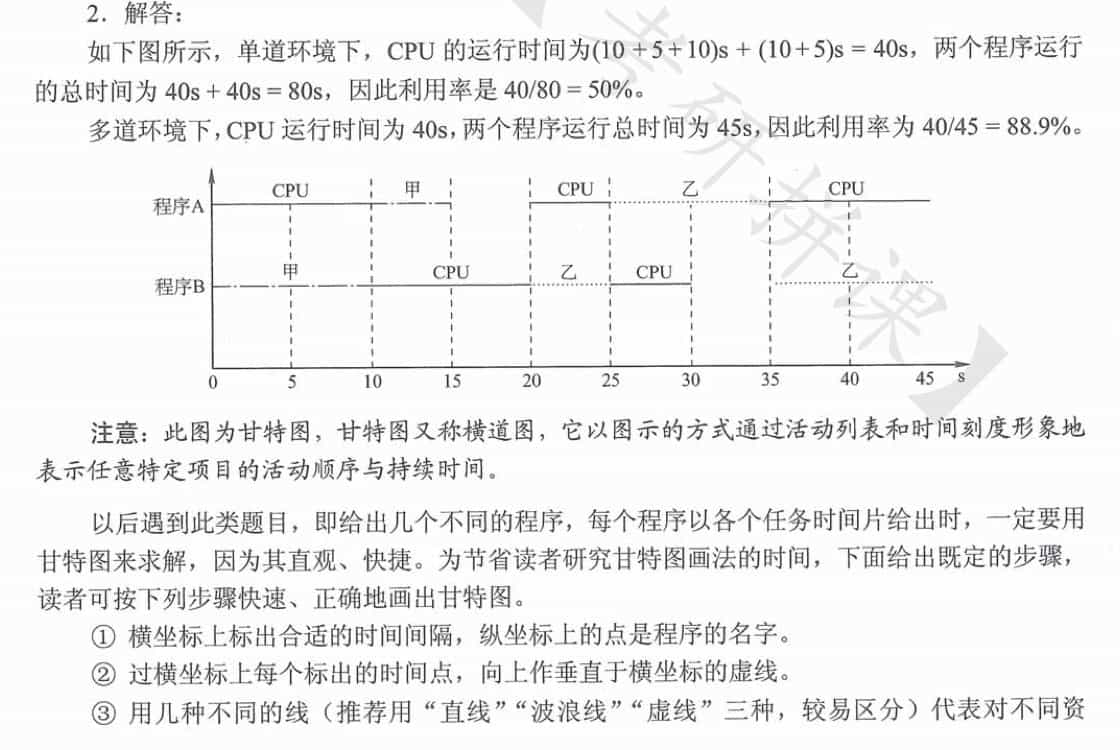 2．解答：
如下图所示，单道环境下，CPU 的运行时间为(10 +5+10)s + (10+5)s = 40s，两个程序运行
的总时间为 40s + 40s = 80s，因此利用率是 40/80 = 50%。
多道环境下，CPU 运行时间为 40s，两个程序运行总时间为 45s，因此利用率为 40/45 = 88.9%。
CPU 甲 CPU 乙 CPU
程序A
甲 CPU 乙 CPU 乙
程序B
0 5 10 15 20 25 30 35 40 45 s
注意：此图为甘特图，甘特图又称横道图，它以图示的方式通过活动列表和时间刻度形象地
表示任意特定项目的活动顺序与持续时间。
以后遇到此类题目，即给出几个不同的程序，每个程序以各个任务时间片给出时，一定要用
甘特图来求解，因为其直观、快捷。为节省读者研究甘特图画法的时间，下面给出既定的步骤，
读者可按下列步骤快速、正确地画出甘特图。
① 横坐标上标出合适的时间间隔，纵坐标上的点是程序的名字。
② 过横坐标上每个标出的时间点，向上作垂直于横坐标的虚线。
③ 用几种不同的线（推荐用“直线”“波浪线”“虚线”三种，较易区分）代表对不同资
【考研拼课】